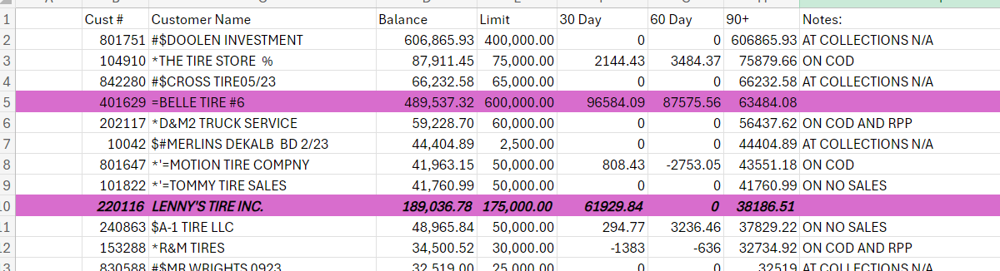 1 Cust # Customer Name Balance Limit 30 Day 60 Day 90+ Notes:
2 801751 #$DOOLEN INVESTMENT 606,865.93 400,000.00 0 0 606865.93 AT COLLECTIONS N/A
3 104910 *THE TIRE STORE % 87,911.45 75,000.00 2144.43 3484.37 75879.66 ON COD
4 842280 #$CROSS TIRE05/23 66,232.58 65,000.00 0 0 66232.58 AT COLLECTIONS N/A
5 401629 =BELLE TIRE #6 489,537.32 600,000.00 96584.09 87575.56 63484.08
6 202117 *D&M2 TRUCK SERVICE 59,228.70 60,000.00 0 0 56437.62 ON COD AND RPP
7 10042 $#MERLINS DEKALB BD 2/23 44,404.89 2,500.00 0 0 44404.89 AT COLLECTIONS N/A
8 801647 *'=MOTION TIRE COMPNY 41,963.15 50,000.00 808.43 -2753.05 43551.18 ON COD
9 101822 *'=TOMMY TIRE SALES 41,760.99 50,000.00 0 0 41760.99 ON NO SALES
10 220116 LENNY'S TIRE INC. 189,036.78 175,000.00 61929.84 0 38186.51
11 240863 $A-1 TIRE LLC 48,965.84 50,000.00 294.77 3236.46 37829.22 ON NO SALES
12 153288 *R&M TIRES 34,500.52 30,000.00 -1383 -636 32734.92 ON COD AND RPP
3 830588 #$MR WRIGHTS 0923 32,519.00 25,000.00 0 0 32519 AT COLLECTIONS N/A